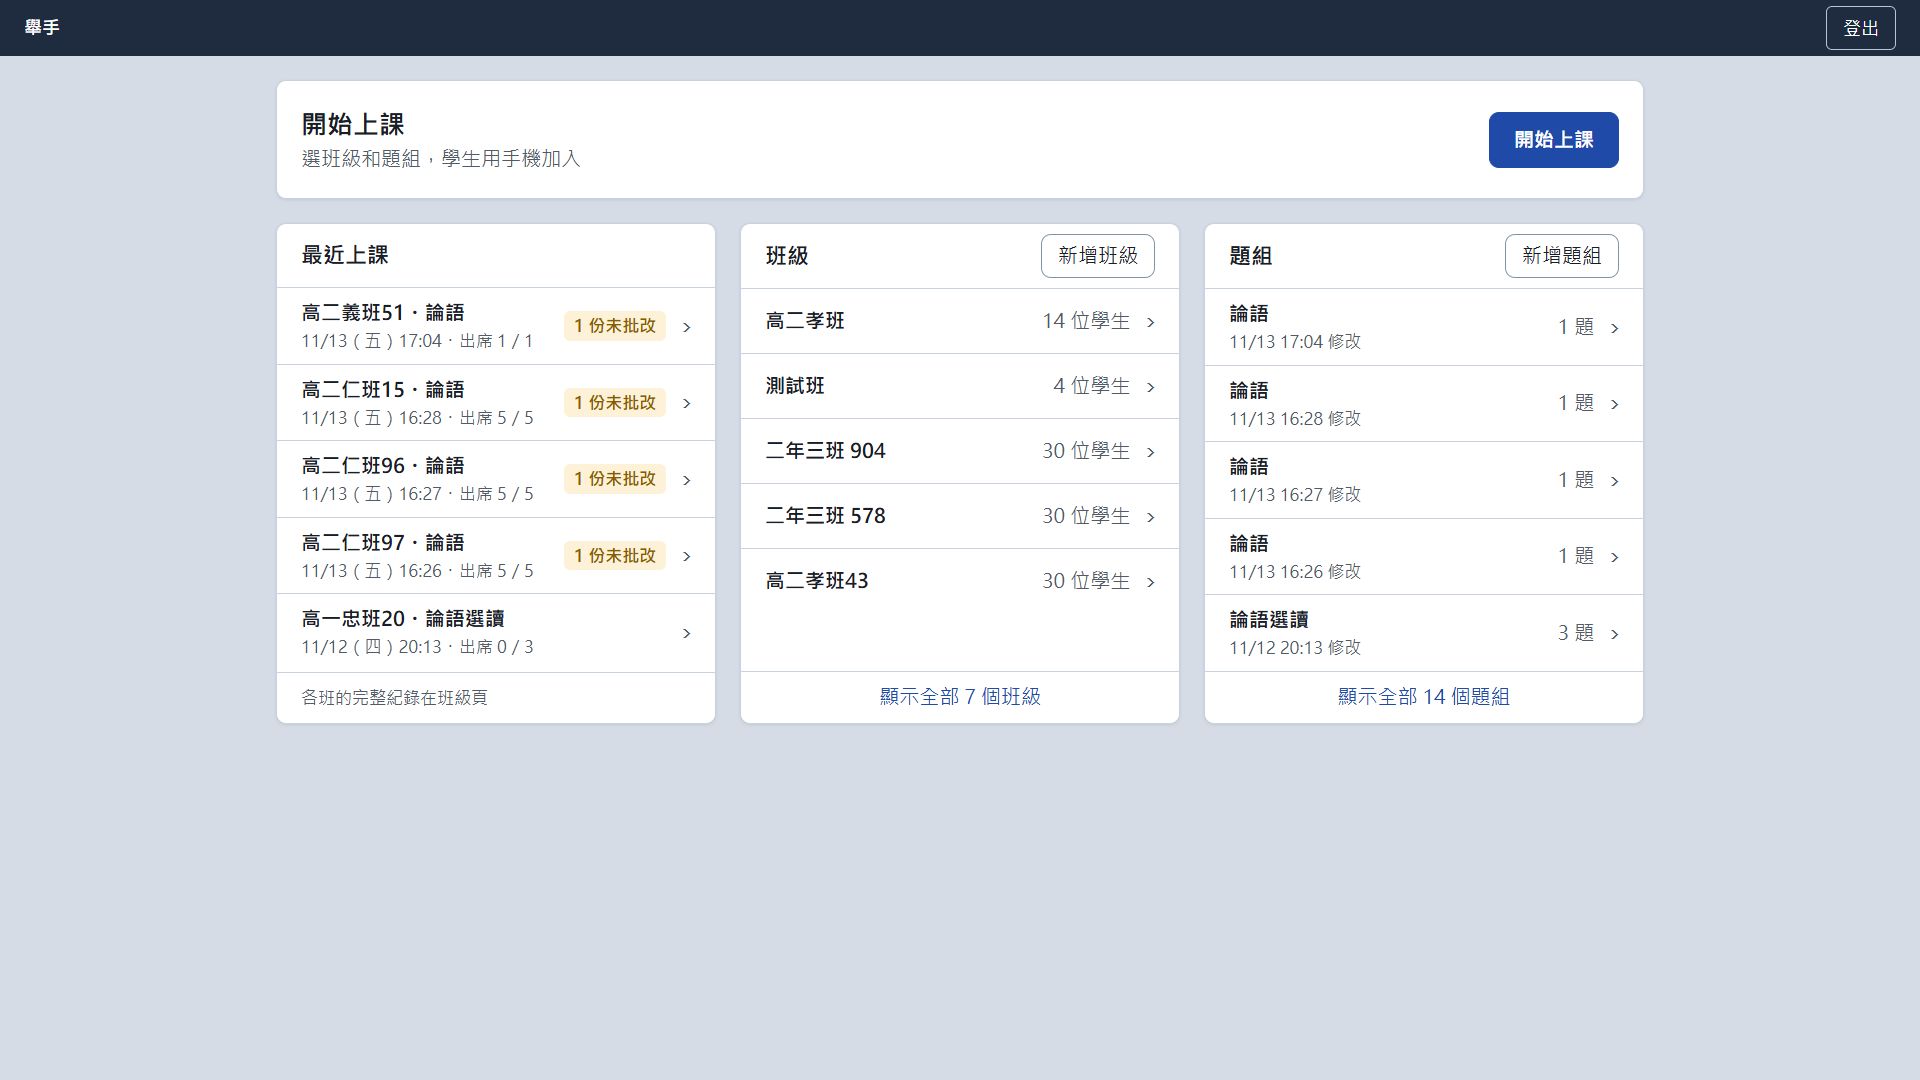 舉手
登出
開始上課
選班級和題組，學生用手機加入
開始上課
最近上課
高二義班51・論語
11/13（五）17:04・出席 1 / 1
1 份未批改
高二仁班15・論語
11/13（五）16:28・出席 5 / 5
1 份未批改
高二仁班96・論語
11/13（五）16:27・出席 5 / 5
1 份未批改
高二仁班97・論語
11/13（五）16:26・出席 5 / 5
1 份未批改
高一忠班20・論語選讀
11/12（四）20:13・出席 0 / 3
各班的完整紀錄在班級頁
班級
新增班級
高二孝班
14 位學生
測試班
4 位學生
二年三班 904
30 位學生
二年三班 578
30 位學生
高二孝班43
30 位學生
顯示全部 7 個班級
題組
新增題組
論語
11/13 17:04 修改
1 題
論語
11/13 16:28 修改
1 題
論語
11/13 16:27 修改
1 題
論語
11/13 16:26 修改
1 題
論語選讀
11/12 20:13 修改
3 題
顯示全部 14 個題組